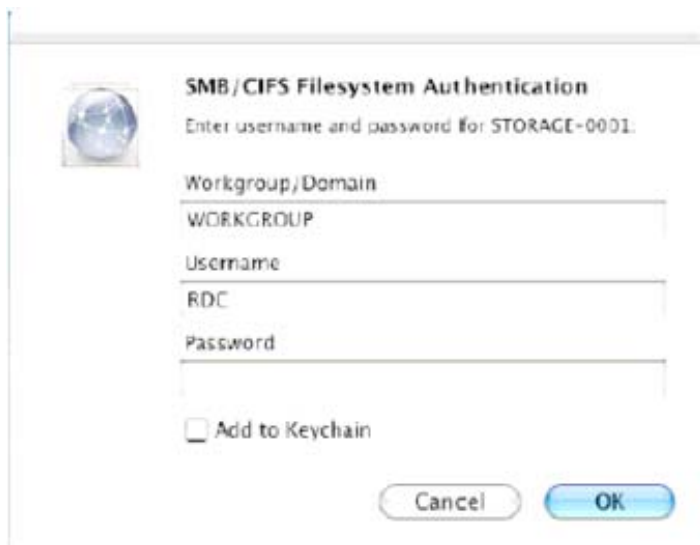 SMB/CIFS Filesystem Authentication
Enter username and password for STORAGE-0001:
Workgroup/Domain
WORKGROUP
Username
RDC
Password
Add to Keychain
Cancel
OK